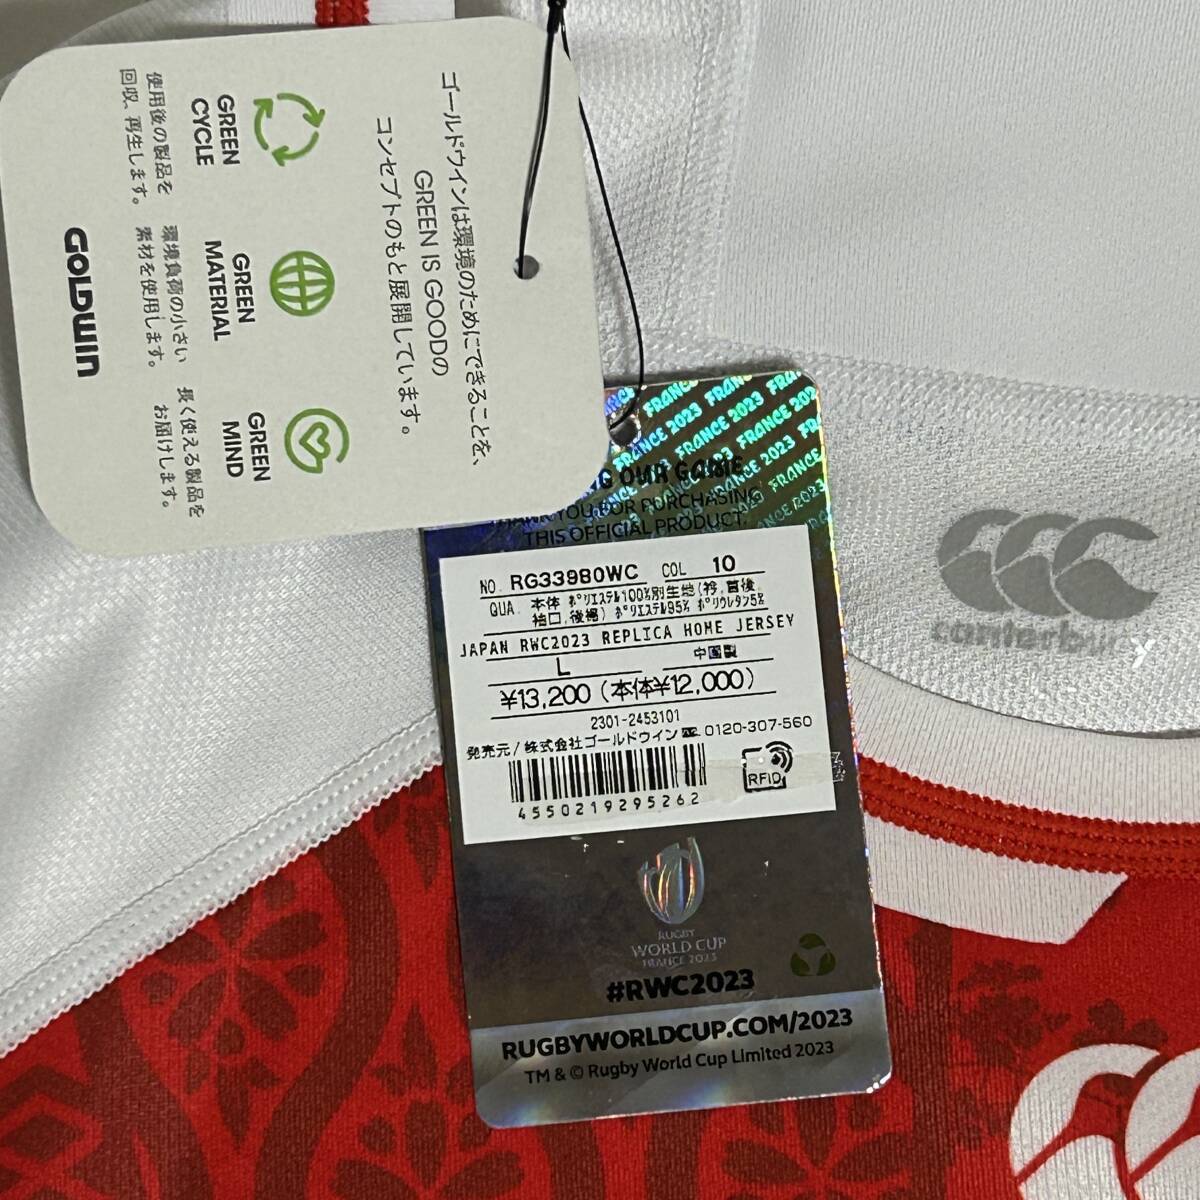 ゴールドウインは環境のためにできることを、
GREEN IS GOODの
コンセプトのもと展開しています。
GREEN
CYCLE
使用後の製品を
回収、再生します。
GREEN
MATERIAL
環境負荷の小さい
素材を使用します。
GREEN
MIND
長く使える製品を
お届けします。
GOLDWIN
FRANCE 2023 FRANCE 2023
OUR GAME
YOU FOR PURCHASING
THIS OFFICIAL PRODUCT.
NO. RG33980WC COL 10
QUA. 本体 ポリエステル100%別生地(衿,首後,
袖口,後裾) ポリエステル95% ポリウレタン5%
JAPAN RWC2023 REPLICA HOME JERSEY
L 中国製
¥13,200 (本体¥12,000)
2301-2453101
発売元/株式会社ゴールドウイン ☎ 0120-307-560
RFID
4550219295262
RUGBY
WORLD CUP
FRANCE 2023
#RWC2023
RUGBYWORLDCUP.COM/2023
TM & © Rugby World Cup Limited 2023
canterbury